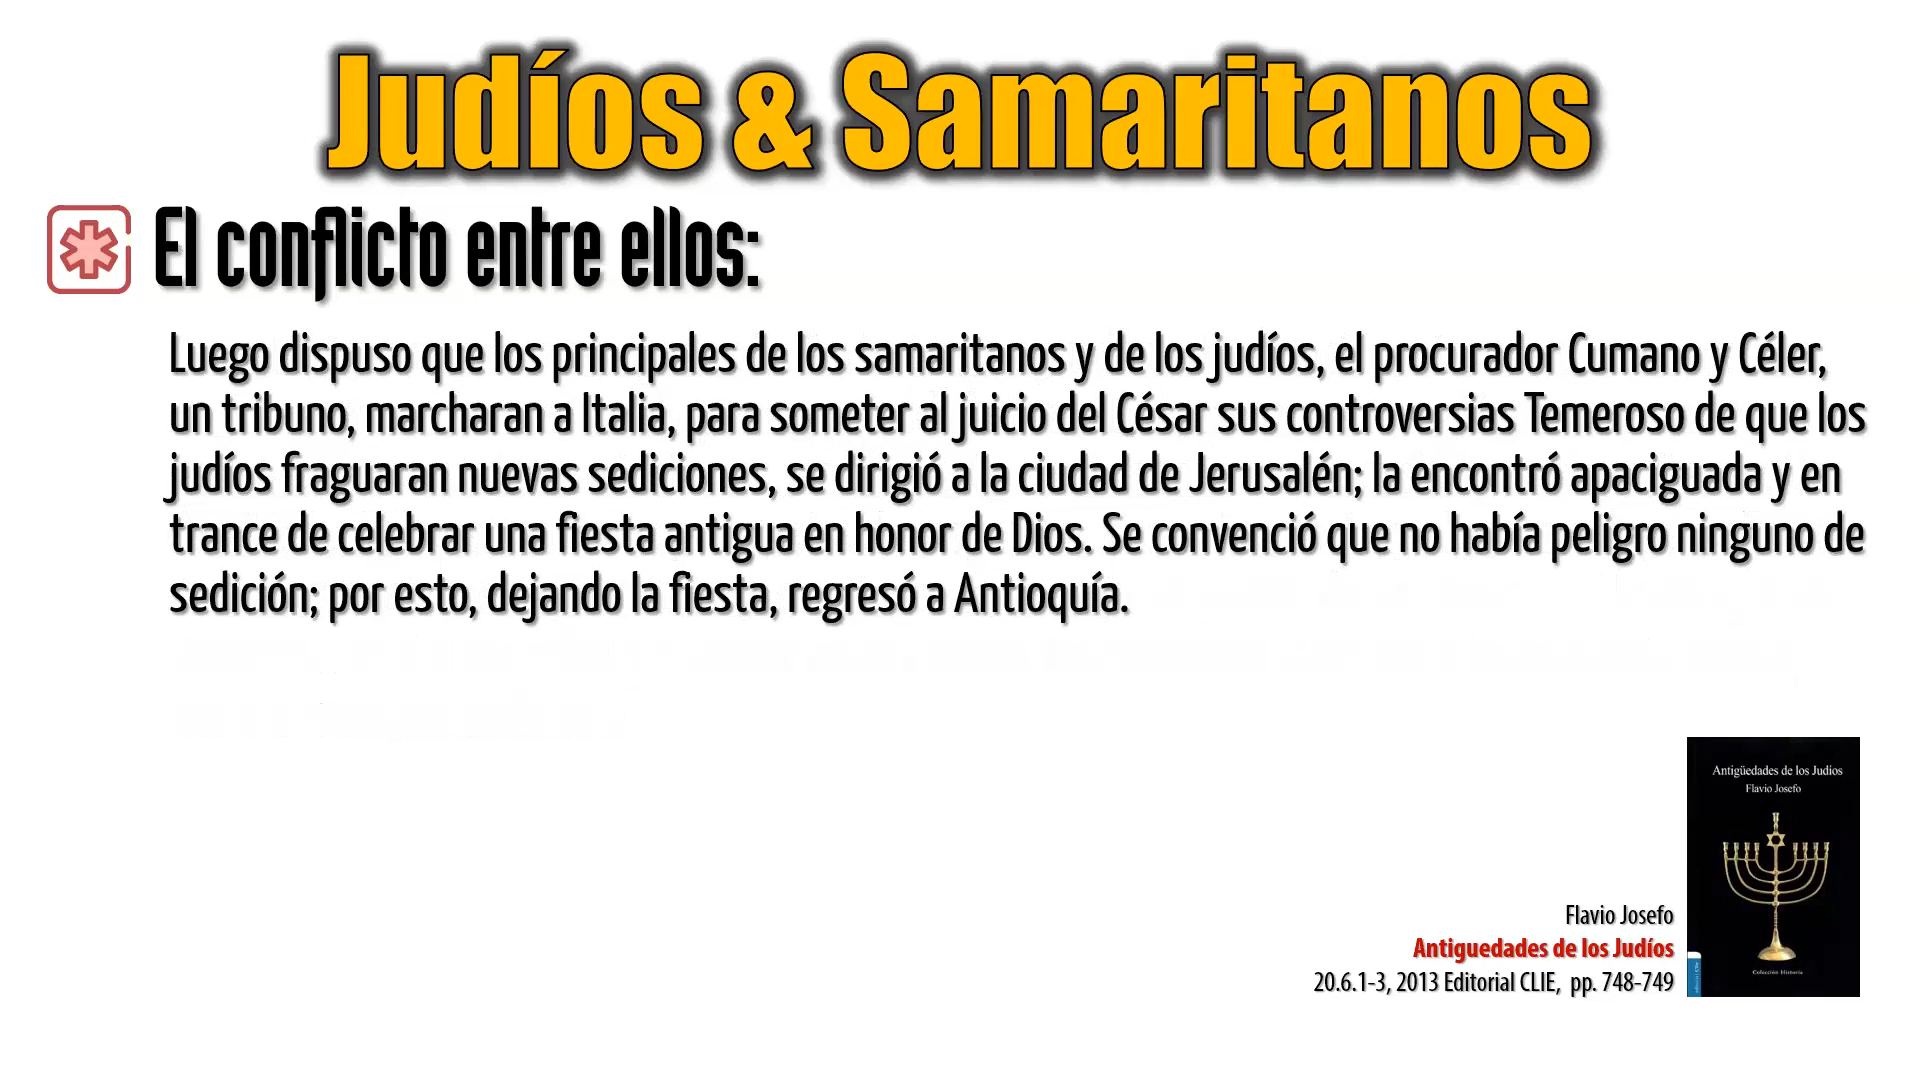 Judíos & Samaritanos
El conflicto entre ellos:
Luego dispuso que los principales de los samaritanos y de los judíos, el procurador Cumano y Céler,
un tribuno, marcharan a Italia, para someter al juicio del César sus controversias Temeroso de que los
judíos fraguaran nuevas sediciones, se dirigió a la ciudad de Jerusalén; la encontró apaciguada y en
trance de celebrar una fiesta antigua en honor de Dios. Se convenció que no había peligro ninguno de
sedición; por esto, dejando la fiesta, regresó a Antioquía.
Antigüedades de los Judíos
Flavio Josefo
Colección Historia
Flavio Josefo
Antiguedades de los Judíos
20.6.1-3, 2013 Editorial CLIE, pp. 748-749